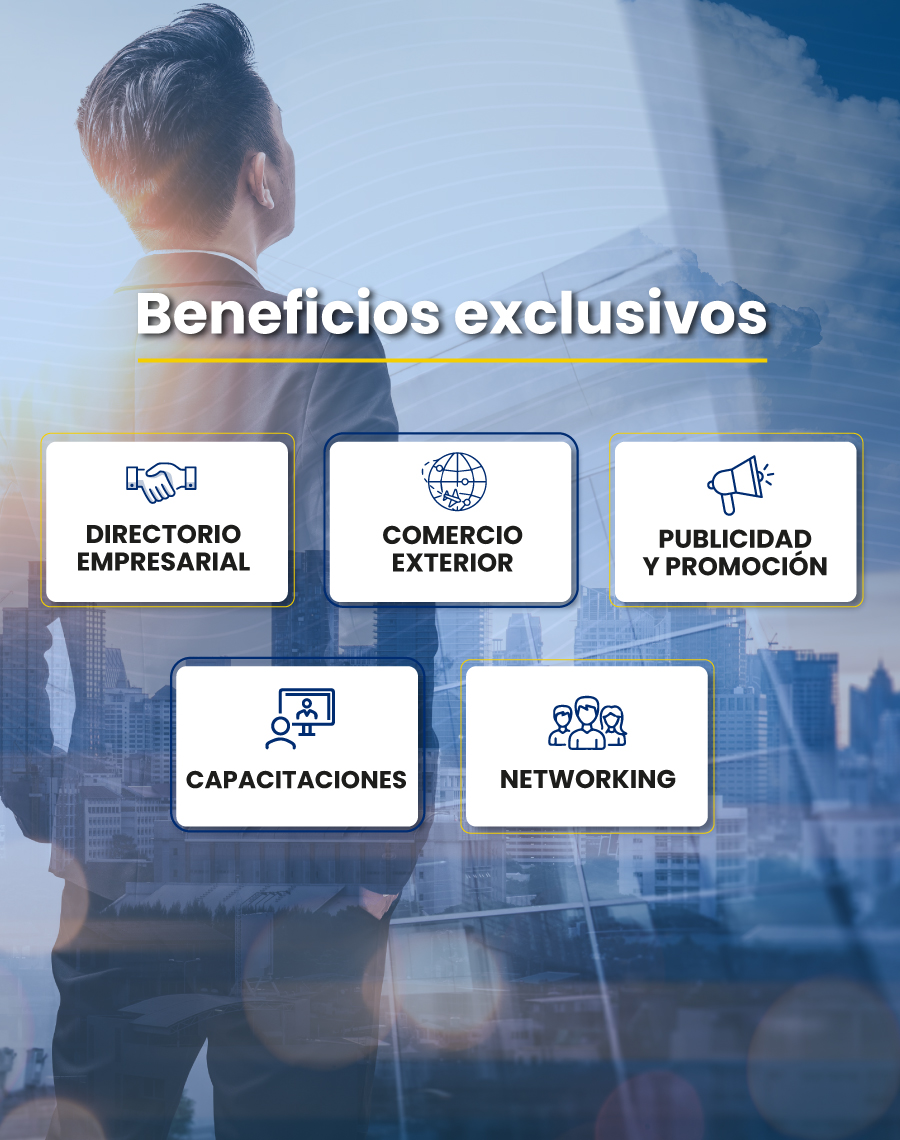 Beneficios exclusivos
DIRECTORIO
EMPRESARIAL
COMERCIO
EXTERIOR
PUBLICIDAD
Y PROMOCIÓN
CAPACITACIONES
NETWORKING